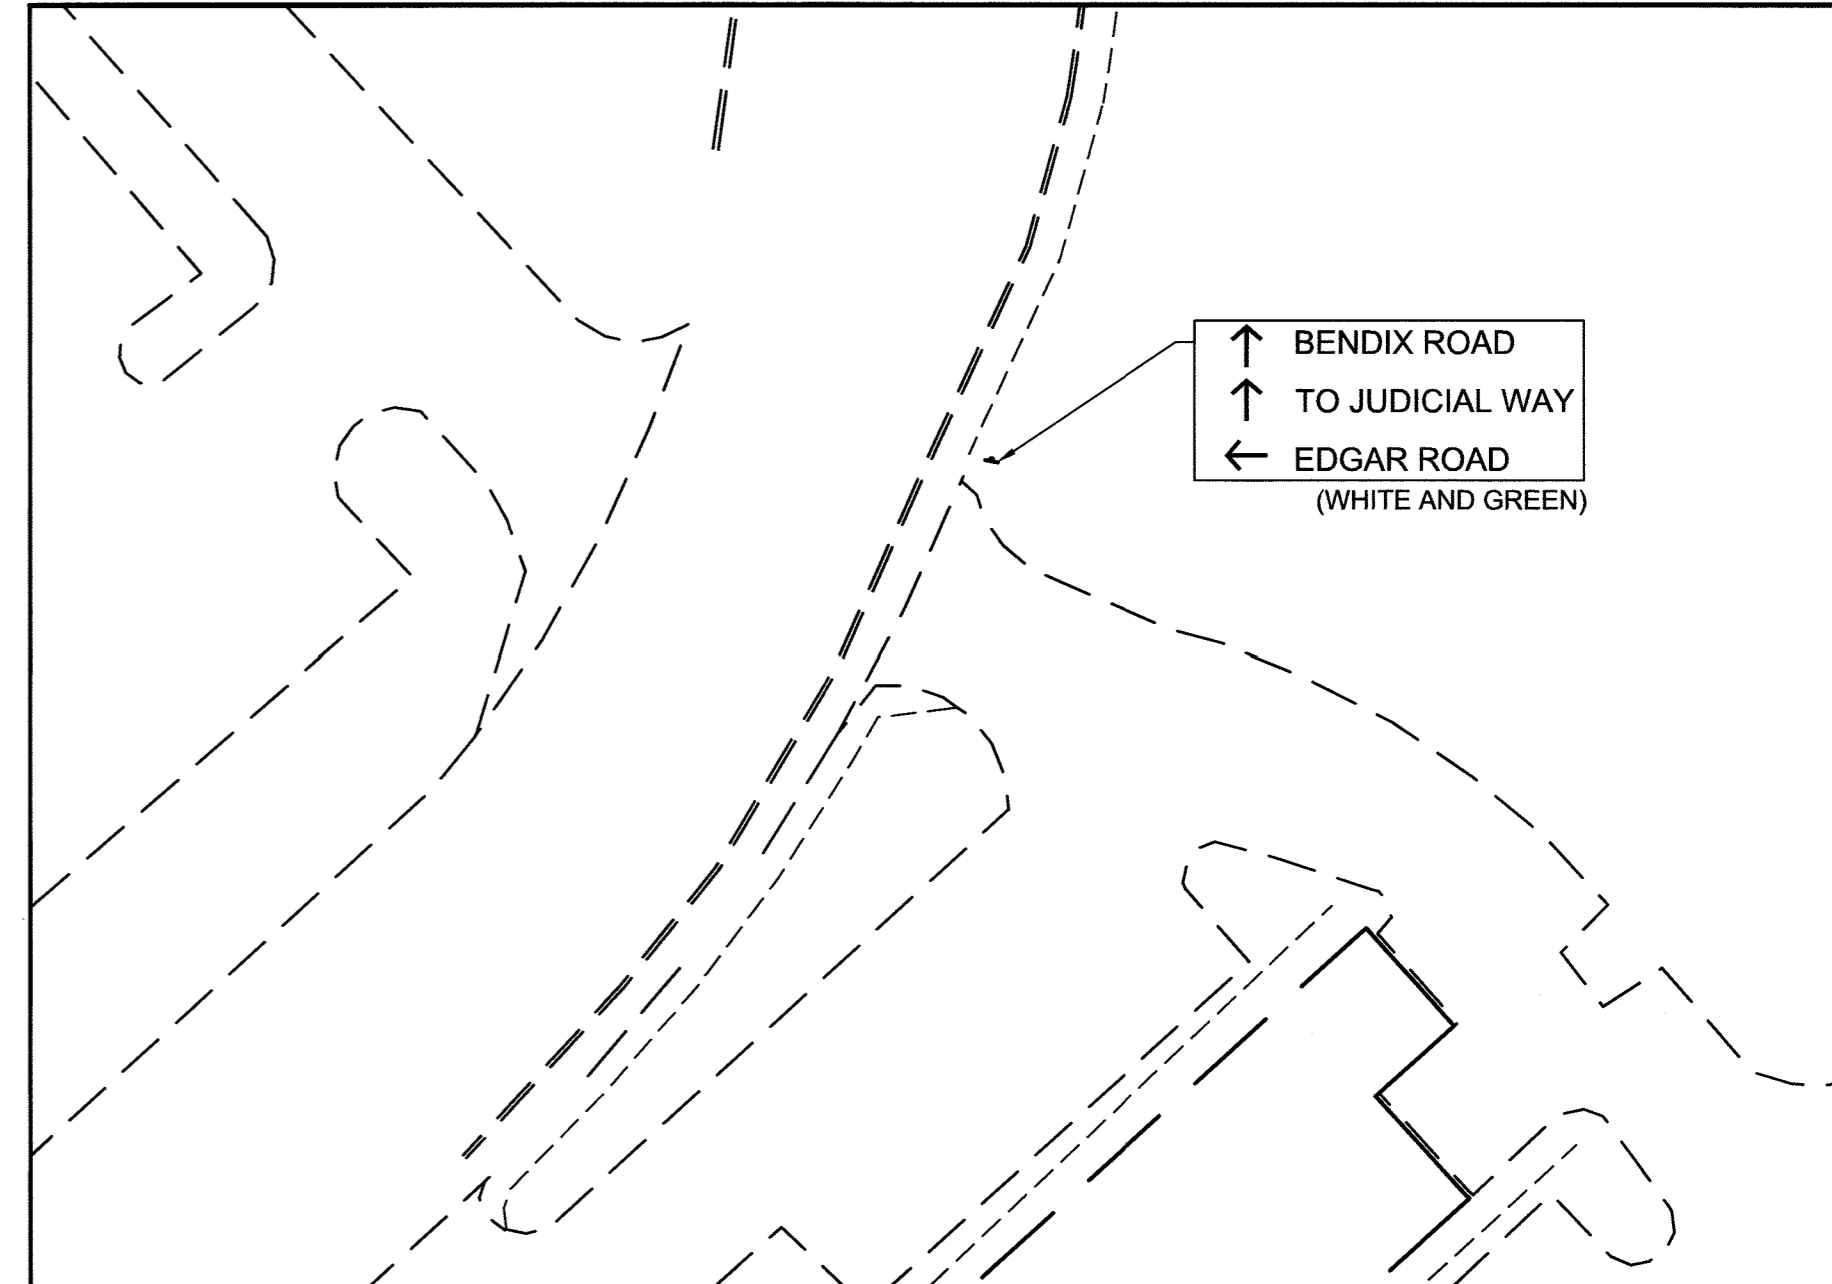 ↑ BENDIX ROAD
↑ TO JUDICIAL WAY
← EDGAR ROAD
(WHITE AND GREEN)